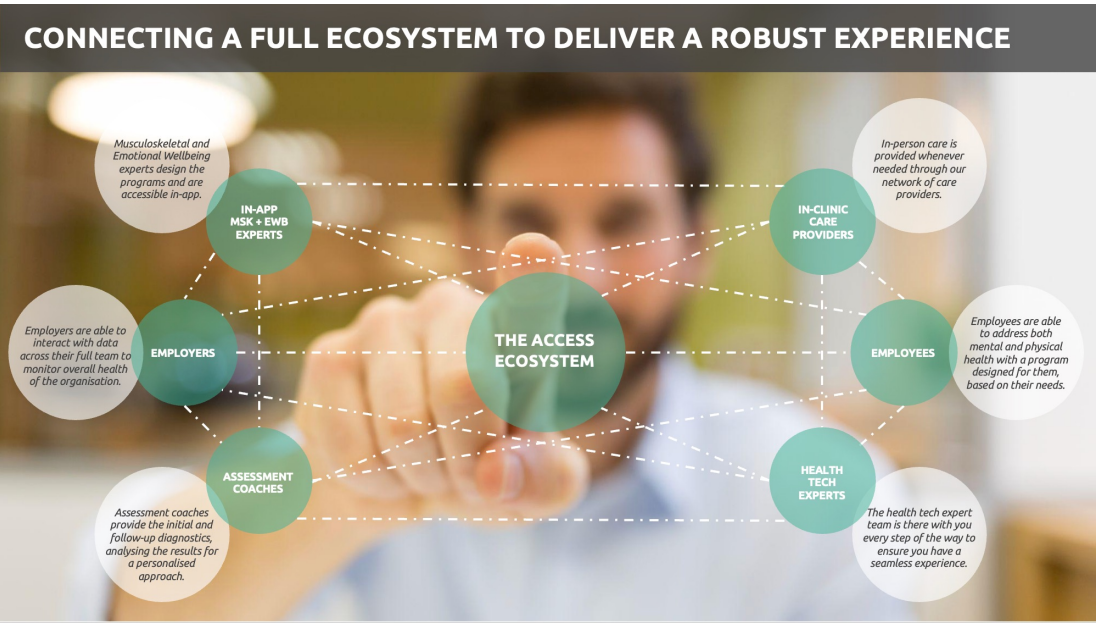 CONNECTING A FULL ECOSYSTEM TO DELIVER A ROBUST EXPERIENCE
Musculoskeletal and
Emotional Wellbeing
experts design the
programs and are
accessible in-app.
IN-APP
MSK + EWB
EXPERTS
IN-CLINIC
CARE
PROVIDERS
In-person care is
provided whenever
needed through our
network of care
providers.
Employers are able to
interact with data
across their full team to
monitor overall health
of the organisation.
EMPLOYERS
THE ACCESS
ECOSYSTEM
EMPLOYEES
Employees are able
to address both
mental and physical
health with a program
designed for them,
based on their needs.
Assessment coaches
provide the initial and
follow-up diagnostics,
analysing the results for
a personalised
approach.
ASSESSMENT
COACHES
HEALTH
TECH
EXPERTS
The health tech expert
team is there with you
every step of the way to
ensure you have a
seamless experience.